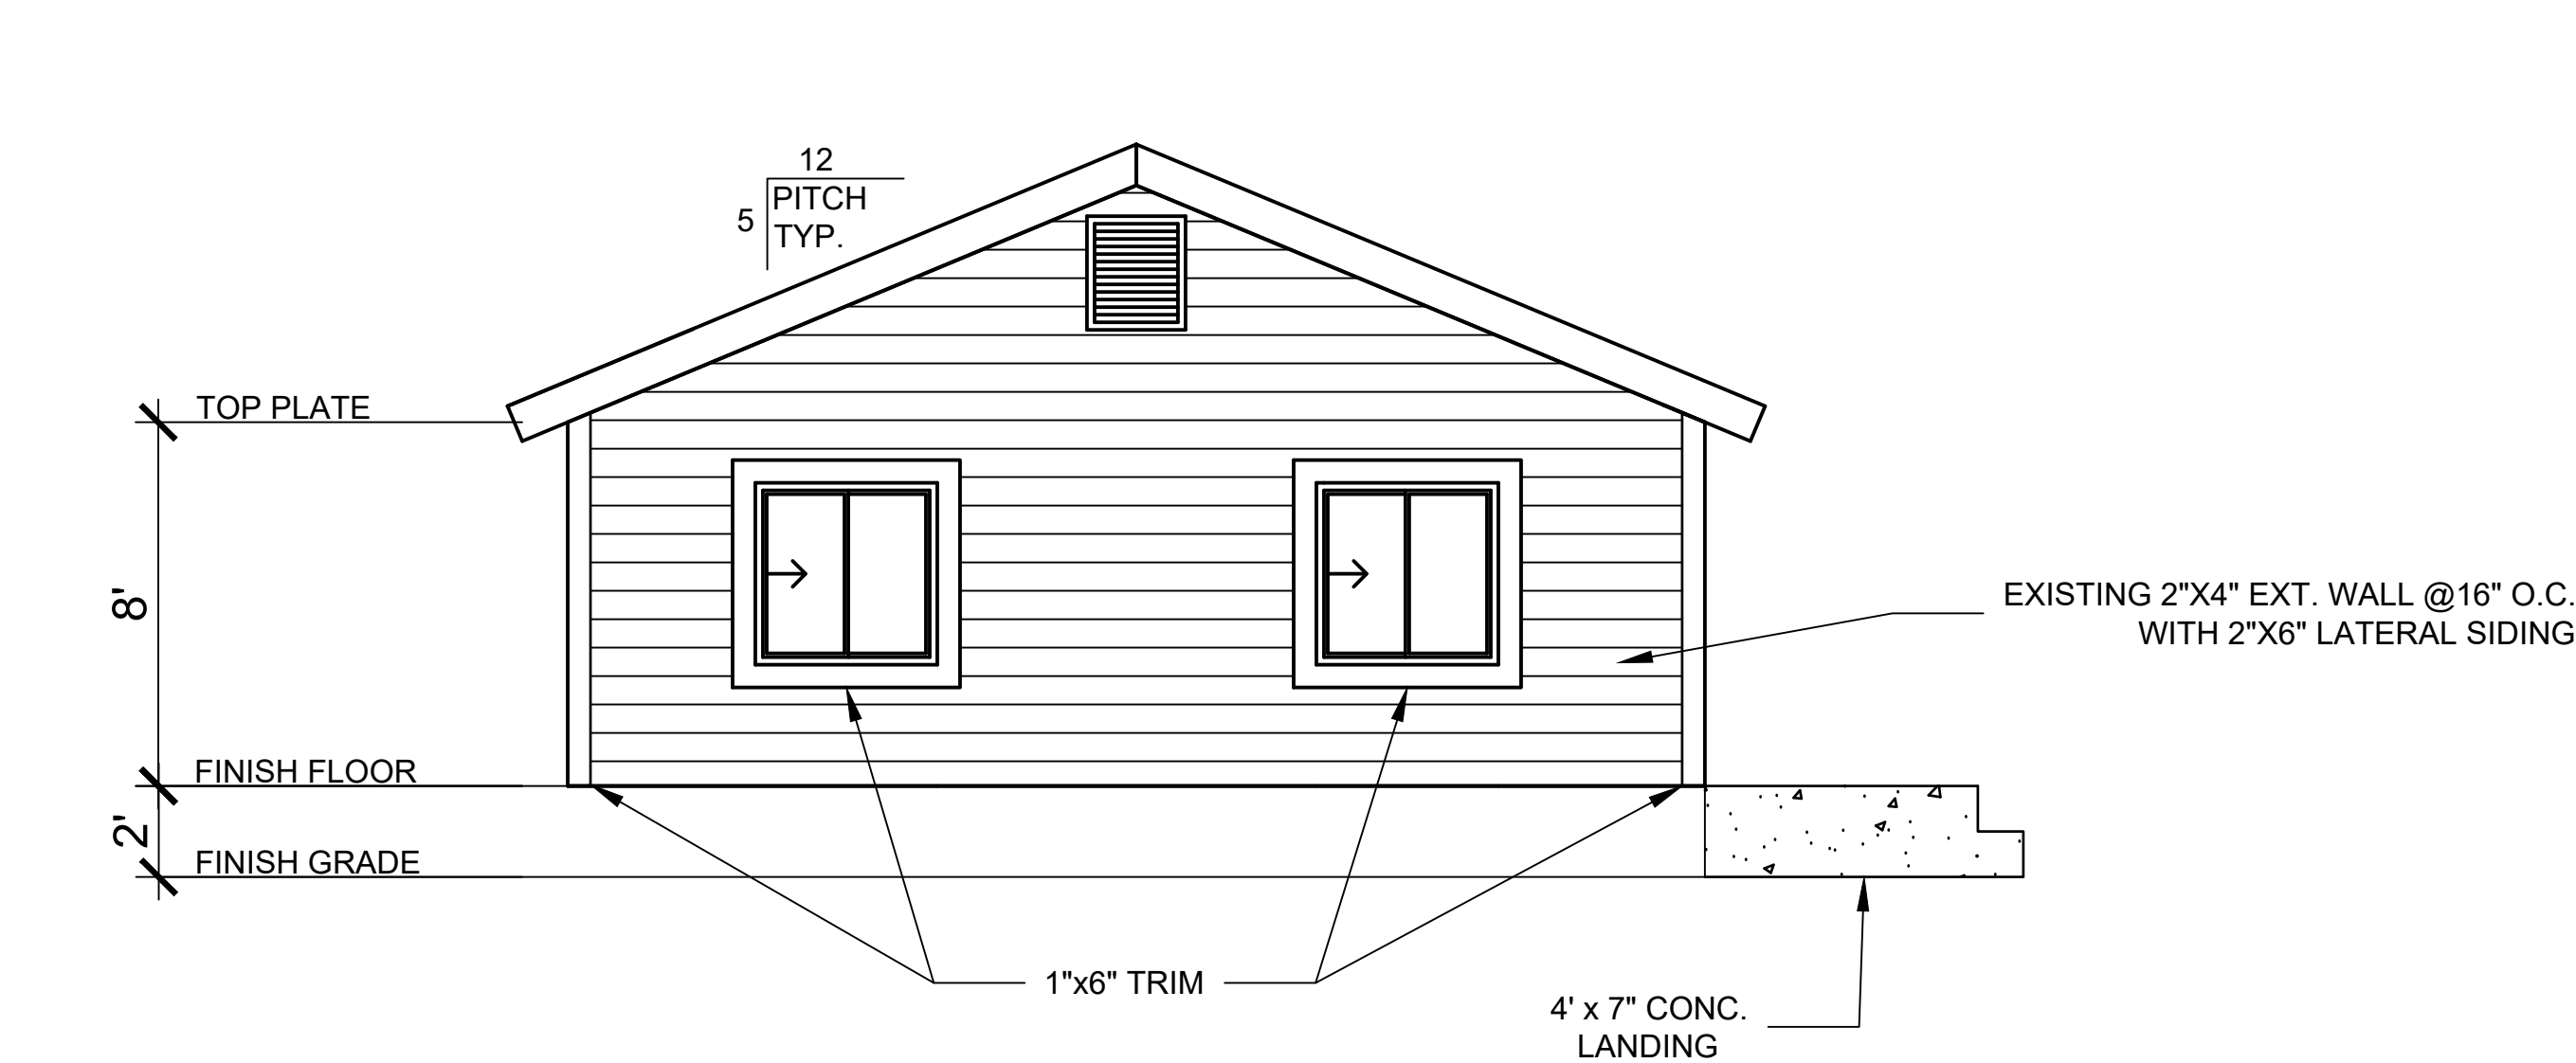 12
5
PITCH
TYP.
TOP PLATE
8'
EXISTING 2"X4" EXT. WALL @16" O.C.
WITH 2"X6" LATERAL SIDING
FINISH FLOOR
2'
FINISH GRADE
1"x6" TRIM
4' x 7" CONC.
LANDING